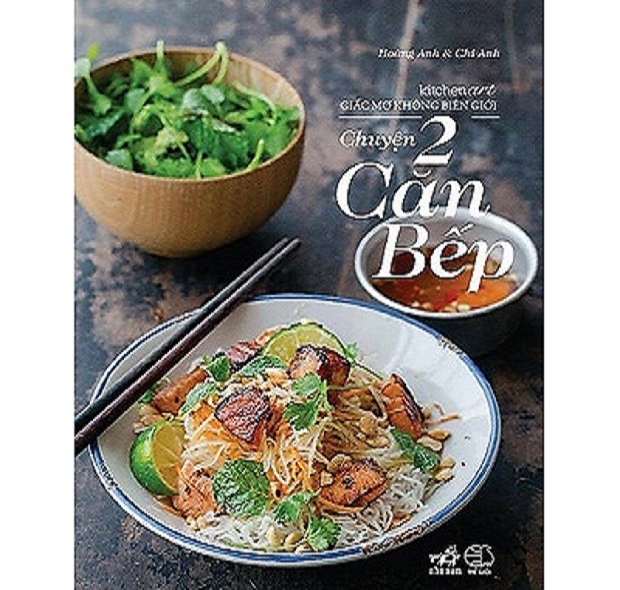 Hoàng Anh & Chi Anh
kitchenart
GIẤC MƠ KHÔNG BIÊN GIỚI
Chuyện 2
Căn
Bếp